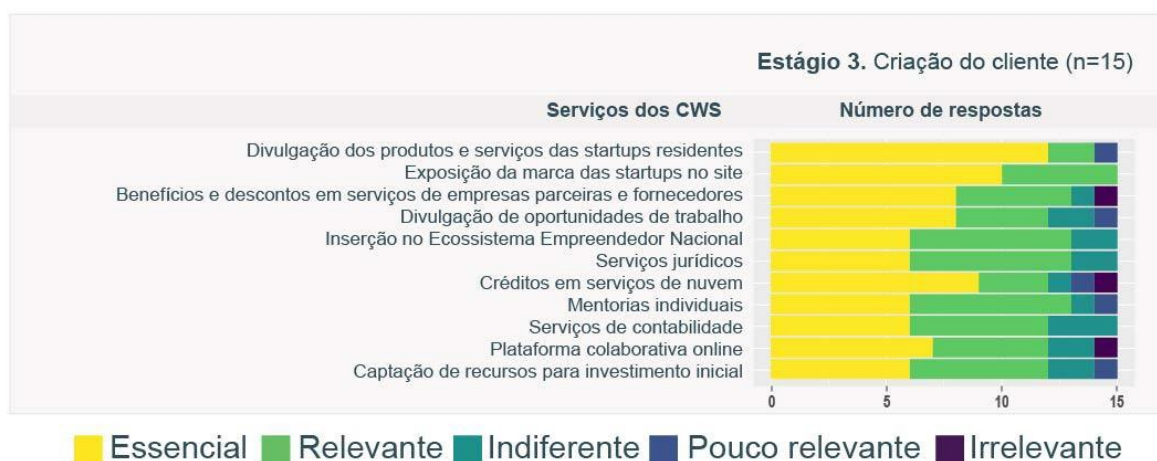 Estágio 3. Criação do cliente (n=15)
Serviços dos CWS Número de respostas
Divulgação dos produtos e serviços das startups residentes
Exposição da marca das startups no site
Benefícios e descontos em serviços de empresas parceiras e fornecedores
Divulgação de oportunidades de trabalho
Inserção no Ecossistema Empreendedor Nacional
Serviços jurídicos
Créditos em serviços de nuvem
Mentorias individuais
Serviços de contabilidade
Plataforma colaborativa online
Captação de recursos para investimento inicial
0 5 10 15
Essencial Relevante Indiferente Pouco relevante Irrelevante